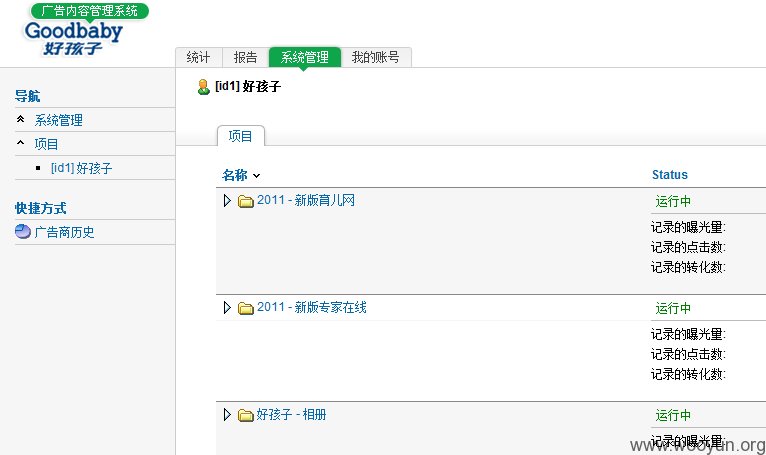 广告内容管理系统
Goodbaby
好孩子
统计 报告 系统管理 我的账号
导航
系统管理
项目
[id1] 好孩子
快捷方式
广告商历史
[id1] 好孩子
项目
名称 Status
2011 - 新版育儿网 运行中
记录的曝光量:
记录的点击数:
记录的转化数:
2011 - 新版专家在线 运行中
记录的曝光量:
记录的点击数:
记录的转化数:
好孩子 - 相册 运行中
记录的曝光量:
www.wooyun.org